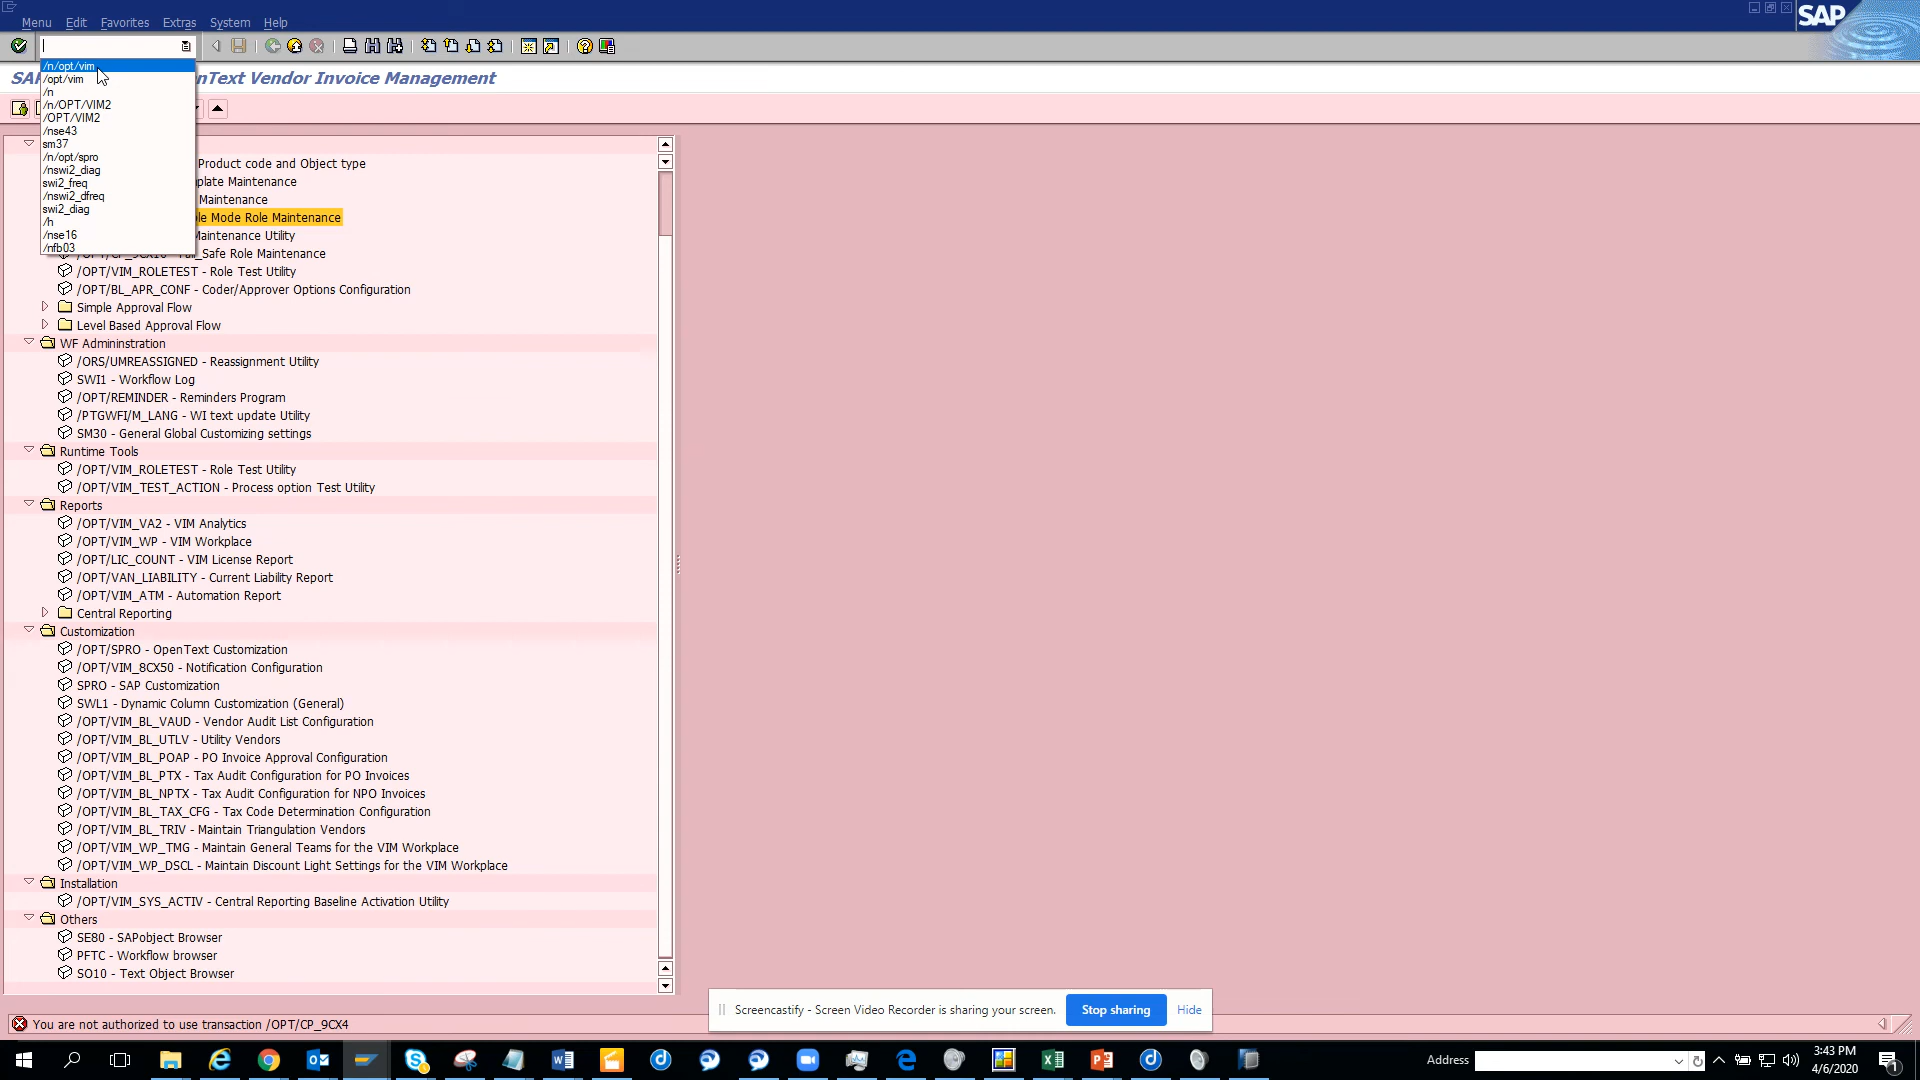 Menu Edit Favorites Extras System Help
SAP
/n/opt/vim
/opt/vim
/n
/n/OPT/VIM2
/OPT/VIM2
/nse43
sm37
/n/opt/spro
/nswi2_diag
swi2_freq
/nswi2_dfreq
swi2_diag
/h
/nse16
/nfb03
SAP nText Vendor Invoice Management
Product code and Object type
plate Maintenance
Maintenance
le Mode Role Maintenance
Maintenance Utility
/OPT/CP_9CX16 - Fail_Safe Role Maintenance
/OPT/VIM_ROLETEST - Role Test Utility
/OPT/BL_APR_CONF - Coder/Approver Options Configuration
Simple Approval Flow
Level Based Approval Flow
WF Admininstration
/ORS/UMREASSIGNED - Reassignment Utility
SWI1 - Workflow Log
/OPT/REMINDER - Reminders Program
/PTGWFI/M_LANG - WI text update Utility
SM30 - General Global Customizing settings
Runtime Tools
/OPT/VIM_ROLETEST - Role Test Utility
/OPT/VIM_TEST_ACTION - Process option Test Utility
Reports
/OPT/VIM_VA2 - VIM Analytics
/OPT/VIM_WP - VIM Workplace
/OPT/LIC_COUNT - VIM License Report
/OPT/VAN_LIABILITY - Current Liability Report
/OPT/VIM_ATM - Automation Report
Central Reporting
Customization
/OPT/SPRO - OpenText Customization
/OPT/VIM_8CX50 - Notification Configuration
SPRO - SAP Customization
SWL1 - Dynamic Column Customization (General)
/OPT/VIM_BL_VAUD - Vendor Audit List Configuration
/OPT/VIM_BL_UTLV - Utility Vendors
/OPT/VIM_BL_POAP - PO Invoice Approval Configuration
/OPT/VIM_BL_PTX - Tax Audit Configuration for PO Invoices
/OPT/VIM_BL_NPTX - Tax Audit Configuration for NPO Invoices
/OPT/VIM_BL_TAX_CFG - Tax Code Determination Configuration
/OPT/VIM_BL_TRIV - Maintain Triangulation Vendors
/OPT/VIM_WP_TMG - Maintain General Teams for the VIM Workplace
/OPT/VIM_WP_DSCL - Maintain Discount Light Settings for the VIM Workplace
Installation
/OPT/VIM_SYS_ACTIV - Central Reporting Baseline Activation Utility
Others
SE80 - SAPobject Browser
PFTC - Workflow browser
SO10 - Text Object Browser
Screencastify - Screen Video Recorder is sharing your screen. Stop sharing Hide
You are not authorized to use transaction /OPT/CP_9CX4
Address
3:43 PM
4/6/2020
1